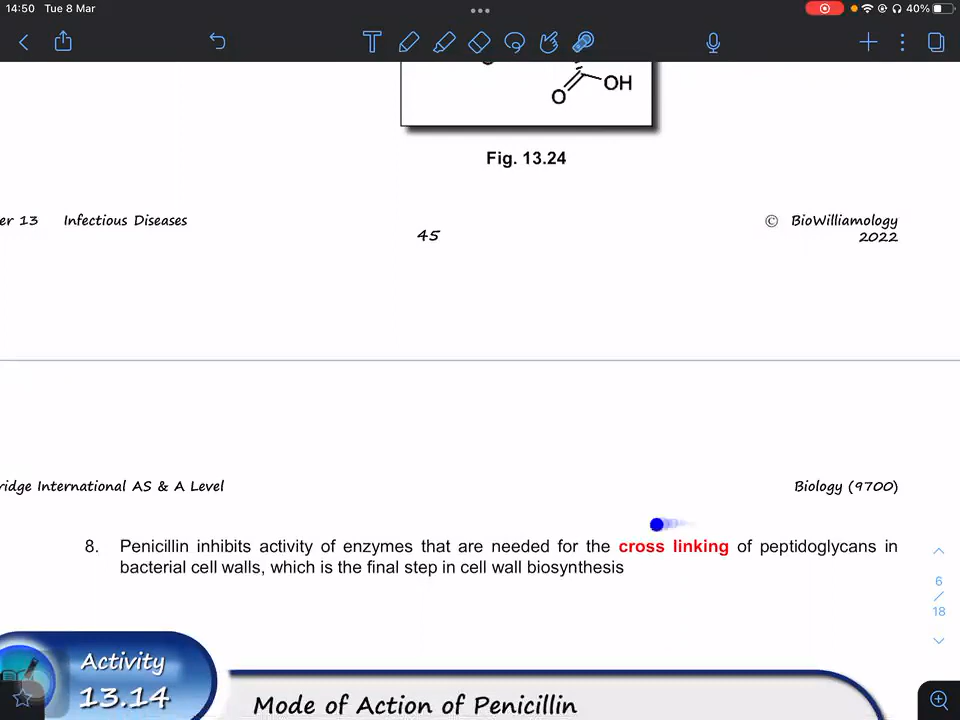 14:50 Tue 8 Mar
40%
T
OH
O
Fig. 13.24
er 13 Infectious Diseases
© BioWilliamology
45
2022
ridge International AS & A Level
Biology (9700)
8. Penicillin inhibits activity of enzymes that are needed for the cross linking of peptidoglycans in
bacterial cell walls, which is the final step in cell wall biosynthesis
6
/
18
Activity
13.14
Mode of Action of Penicillin